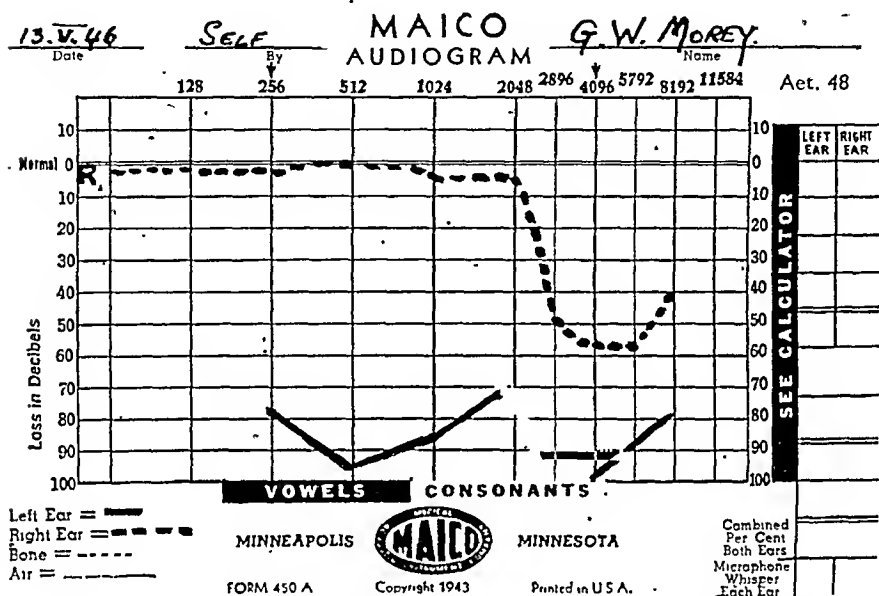 13.V.46 SELF MAICO G.W. MOREY.
Date By AUDIOGRAM Name
128 256 512 1024 2048 2896 4096 5792 8192 11584 Aet. 48
10 10 LEFT EAR RIGHT EAR
Normal 0 0
R.
10 10
20 20
30 30
40 40
50 50
60 60
70 70
80 80
90 90
100 100
Loss in Decibels
SEE CALCULATOR
VOWELS CONSONANTS
Left Ear =
Right Ear =
Bone =
Air =
MINNEAPOLIS MAICO MINNESOTA
FORM 450 A Copyright 1943 Printed in U S A.
Combined
Per Cent
Both Ears
Microphone
Whisper
Each Ear